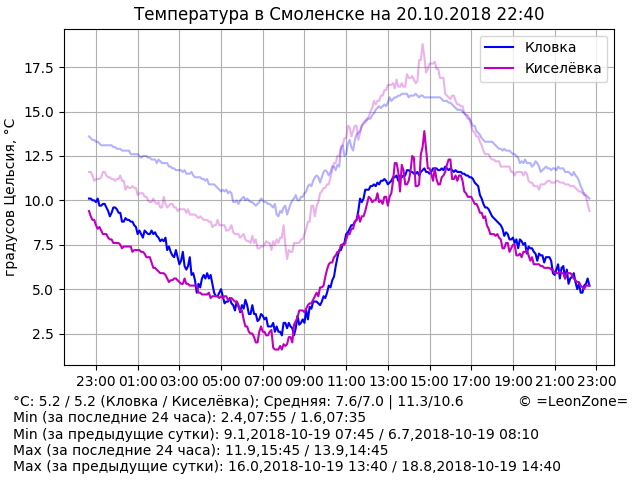 Температура в Смоленске на 20.10.2018 22:40
Кловка
Киселёвка
градусов Цельсия, °C
17.5
15.0
12.5
10.0
7.5
5.0
2.5
23:00 01:00 03:00 05:00 07:00 09:00 11:00 13:00 15:00 17:00 19:00 21:00 23:00
°C: 5.2 / 5.2 (Кловка / Киселёвка); Средняя: 7.6/7.0 | 11.3/10.6 © =LeonZone=
Min (за последние 24 часа): 2.4,07:55 / 1.6,07:35
Min (за предыдущие сутки): 9.1,2018-10-19 07:45 / 6.7,2018-10-19 08:10
Max (за последние 24 часа): 11.9,15:45 / 13.9,14:45
Max (за предыдущие сутки): 16.0,2018-10-19 13:40 / 18.8,2018-10-19 14:40